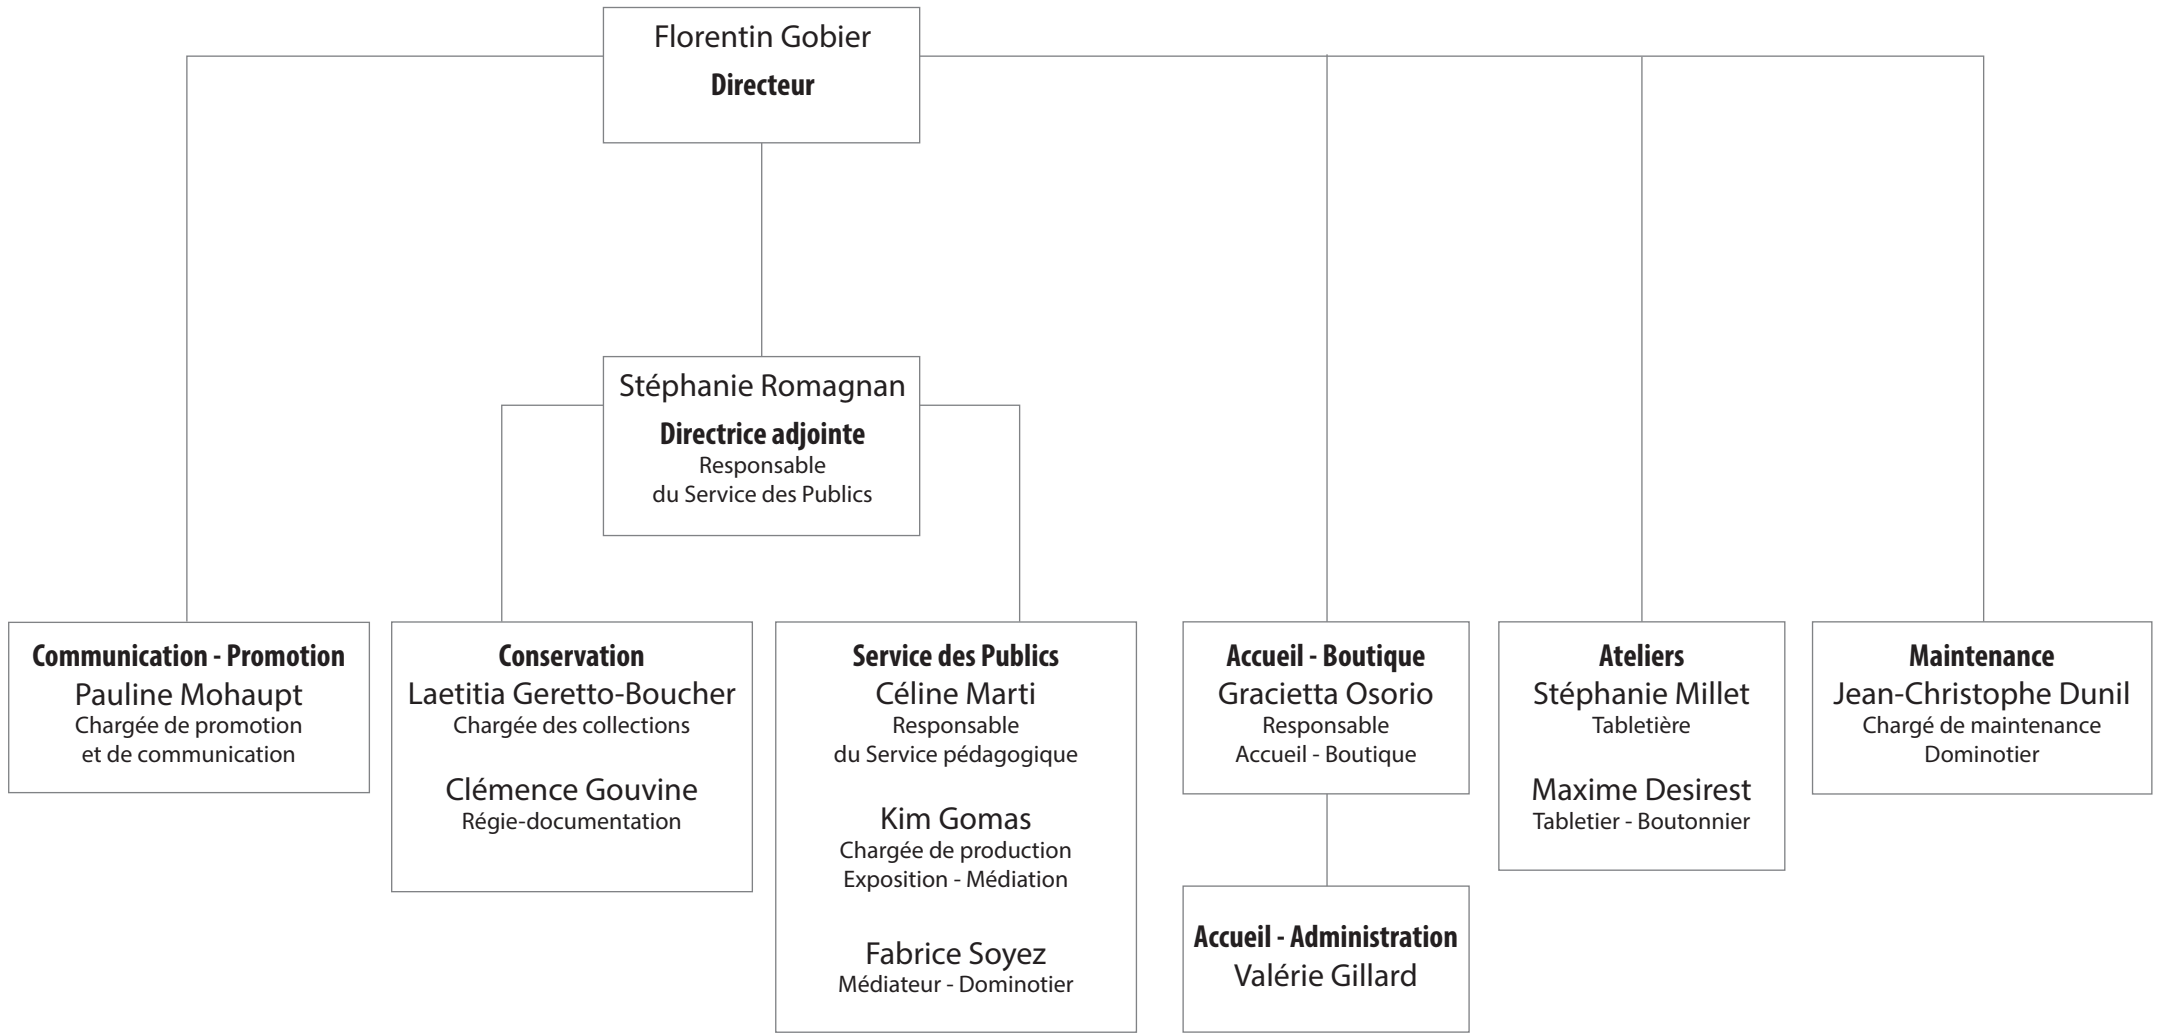 Florentin Gobier
Directeur
Stéphanie Romagnan
Directrice adjointe
Responsable
du Service des Publics
Communication - Promotion
Pauline Mohaupt
Chargée de promotion
et de communication
Conservation
Laetitia Geretto-Boucher
Chargée des collections
Clémence Gouvine
Régie-documentation
Service des Publics
Céline Marti
Responsable
du Service pédagogique
Kim Gomas
Chargée de production
Exposition - Médiation
Fabrice Soyez
Médiateur - Dominotier
Accueil - Boutique
Gracietta Osorio
Responsable
Accueil - Boutique
Accueil - Administration
Valérie Gillard
Ateliers
Stéphanie Millet
Tabletière
Maxime Desirest
Tabletier - Boutonnier
Maintenance
Jean-Christophe Dunil
Chargé de maintenance
Dominotier